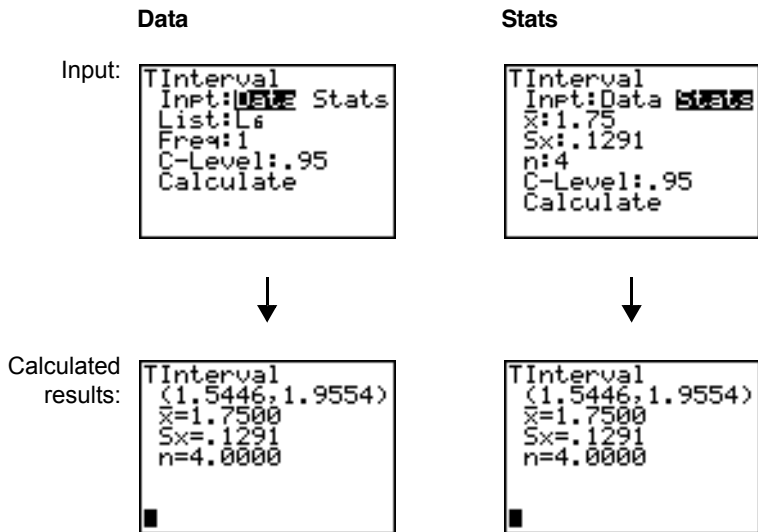 Data
Stats
Input:
TInterval
Inpt:Data Stats
List:L6
Freq:1
C-Level:.95
Calculate
TInterval
Inpt:Data Stats
x̄:1.75
Sx:.1291
n:4
C-Level:.95
Calculate
Calculated
results:
TInterval
(1.5446,1.9554)
x̄=1.7500
Sx=.1291
n=4.0000
TInterval
(1.5446,1.9554)
x̄=1.7500
Sx=.1291
n=4.0000